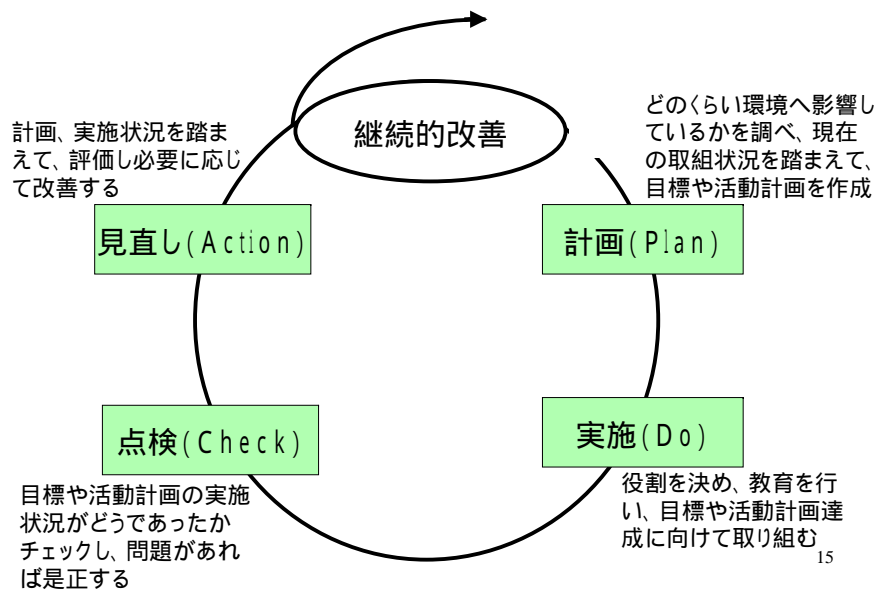 継続的改善
どのくらい環境へ影響し
ているかを調べ、現在
の取組状況を踏まえて、
目標や活動計画を作成
計画(Plan)
実施(Do)
役割を決め、教育を行
い、目標や活動計画達
成に向けて取り組む
点検(Check)
目標や活動計画の実施
状況がどうであったか
チェックし、問題があれ
ば是正する
計画、実施状況を踏ま
えて、評価し必要に応じ
て改善する
見直し(Action)
15